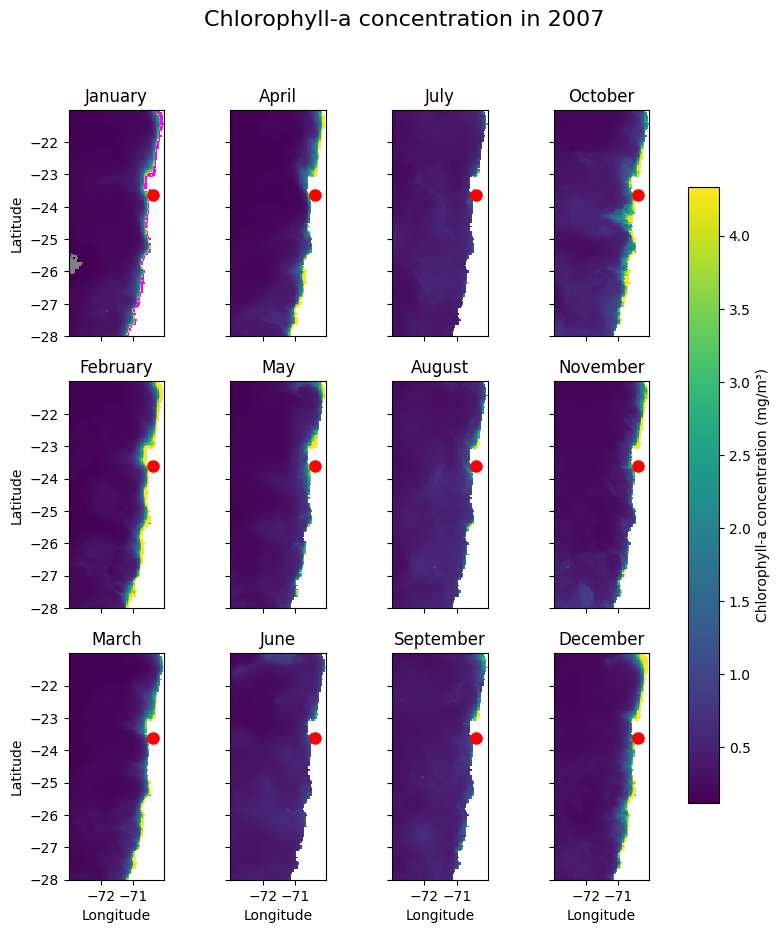 Chlorophyll-a concentration in 2007
January
April
July
October
−22
−23
−24
−25
−26
−27
−28
Latitude
February
May
August
November
−22
−23
−24
−25
−26
−27
−28
Latitude
March
June
September
December
−22
−23
−24
−25
−26
−27
−28
Latitude
−72 −71
−72 −71
−72 −71
−72 −71
Longitude
Longitude
Longitude
Longitude
4.0
3.5
3.0
2.5
2.0
1.5
1.0
0.5
Chlorophyll-a concentration (mg/m³)